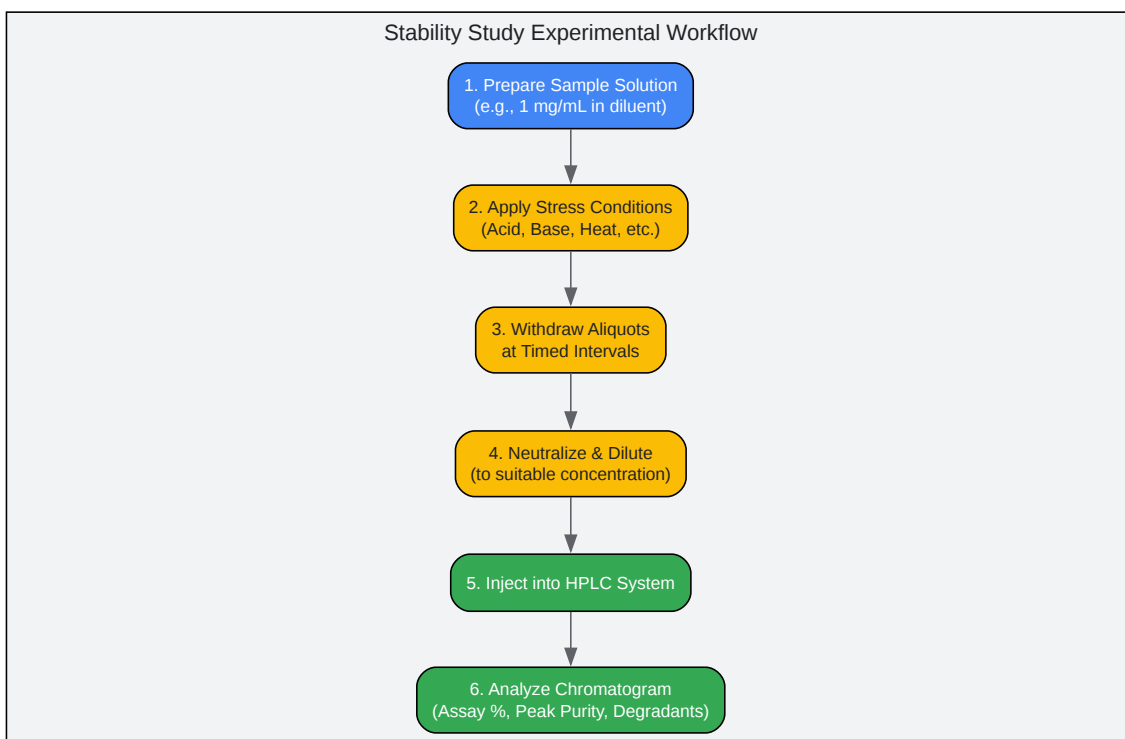 Stability Study Experimental Workflow
1. Prepare Sample Solution
(e.g., 1 mg/mL in diluent)
2. Apply Stress Conditions
(Acid, Base, Heat, etc.)
3. Withdraw Aliquots
at Timed Intervals
4. Neutralize & Dilute
(to suitable concentration)
5. Inject into HPLC System
6. Analyze Chromatogram
(Assay %, Peak Purity, Degradants)